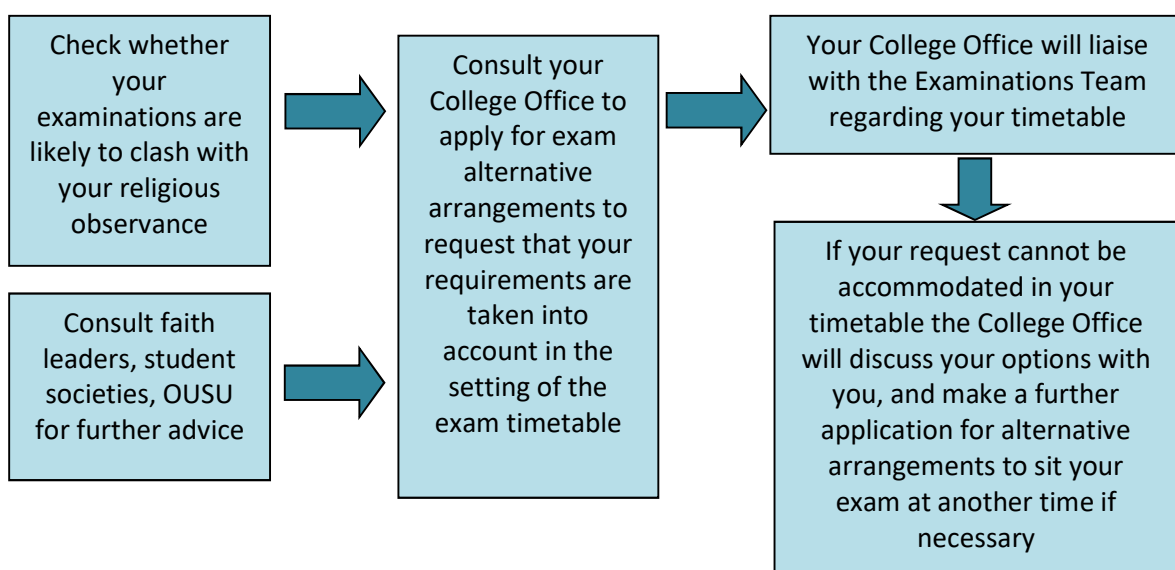 Check whether
your
examinations are
likely to clash with
your religious
observance
Consult faith
leaders, student
societies, OUSU
for further advice
Consult your
College Office to
apply for exam
alternative
arrangements to
request that your
requirements are
taken into
account in the
setting of the
exam timetable
Your College Office will liaise
with the Examinations Team
regarding your timetable
If your request cannot be
accommodated in your
timetable the College Office
will discuss your options with
you, and make a further
application for alternative
arrangements to sit your
exam at another time if
necessary